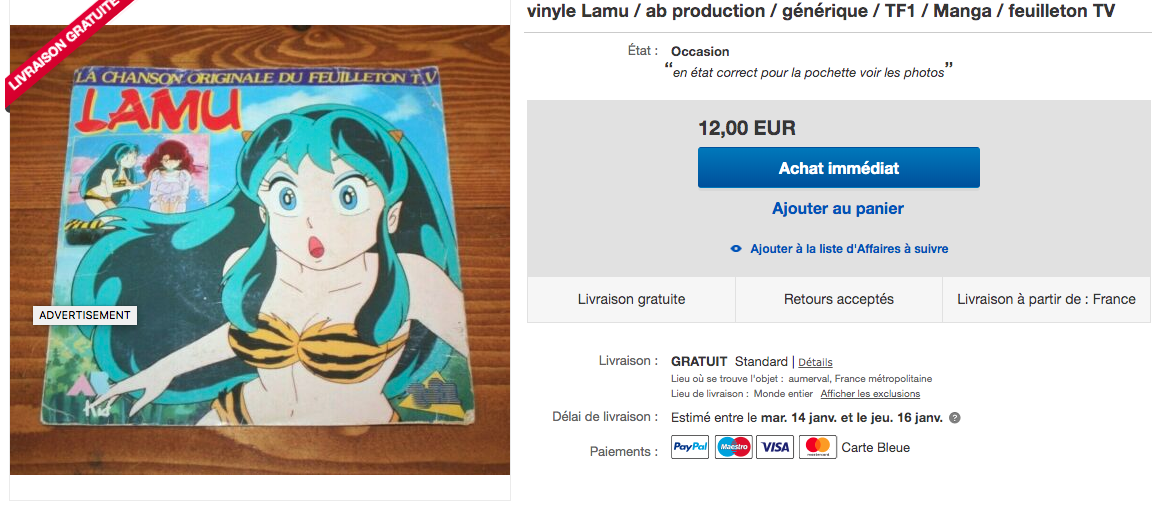 LIVRAISON GRATUITE
LA CHANSON ORIGINALE DU FEUILLETON T.V
LAMU
ADVERTISEMENT
AB
Kid
vinyle Lamu / ab production / générique / TF1 / Manga / feuilleton TV
État : Occasion
“en état correct pour la pochette voir les photos”
12,00 EUR
Achat immédiat
Ajouter au panier
Ajouter à la liste d'Affaires à suivre
Livraison gratuite
Retours acceptés
Livraison à partir de : France
Livraison : GRATUIT Standard | Détails
Lieu où se trouve l'objet : aumerval, France métropolitaine
Lieu de livraison : Monde entier Afficher les exclusions
Délai de livraison : Estimé entre le mar. 14 janv. et le jeu. 16 janv. ?
Paiements : PayPal Maestro VISA mastercard Carte Bleue